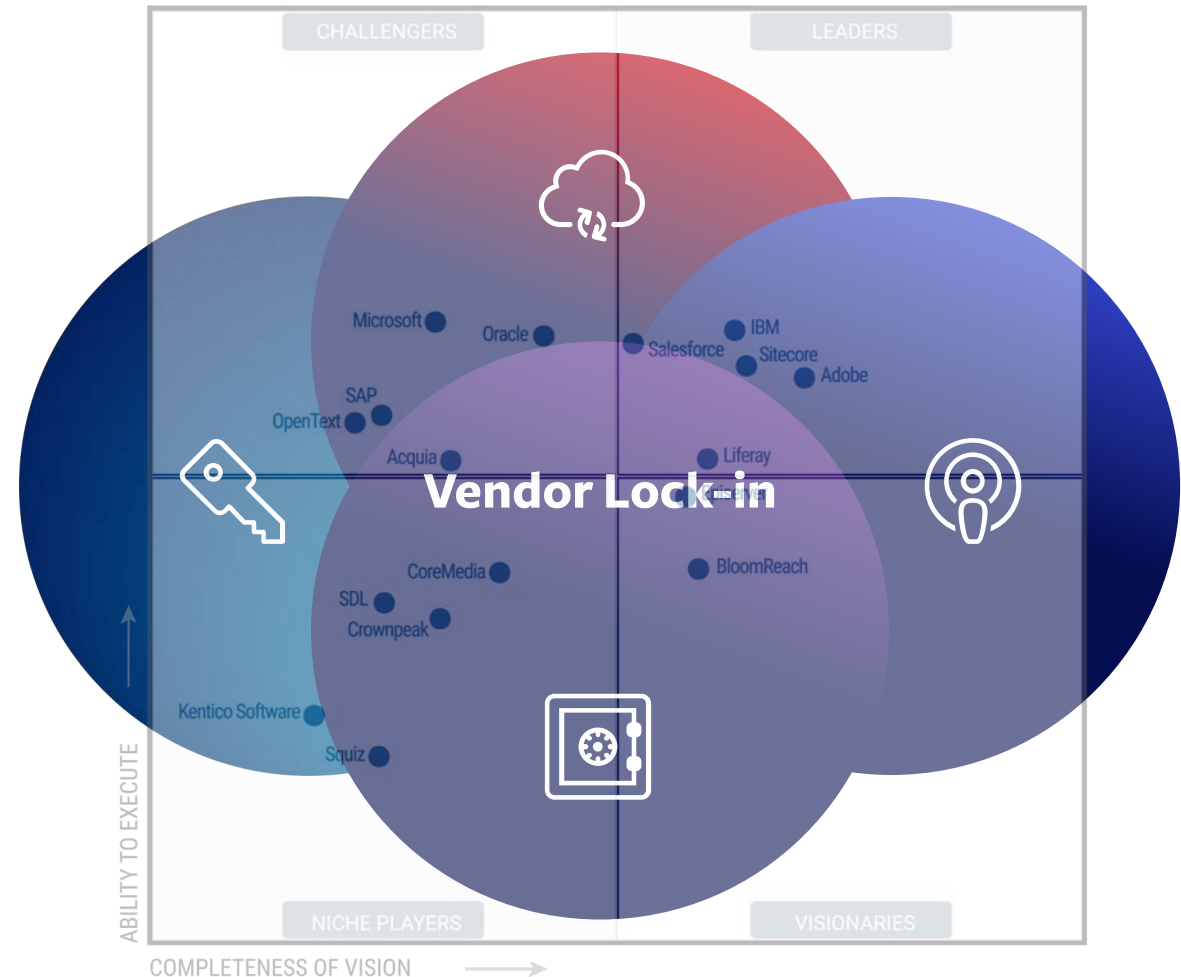 CHALLENGERS
LEADERS
Microsoft
Oracle
IBM
Salesforce
Sitecore
Adobe
SAP
OpenText
Acquia
Liferay
Vendor Lock-in
CoreMedia
BloomReach
SDL
Crownpeak
Kentico Software
Squiz
ABILITY TO EXECUTE
NICHE PLAYERS
VISIONARIES
COMPLETENESS OF VISION